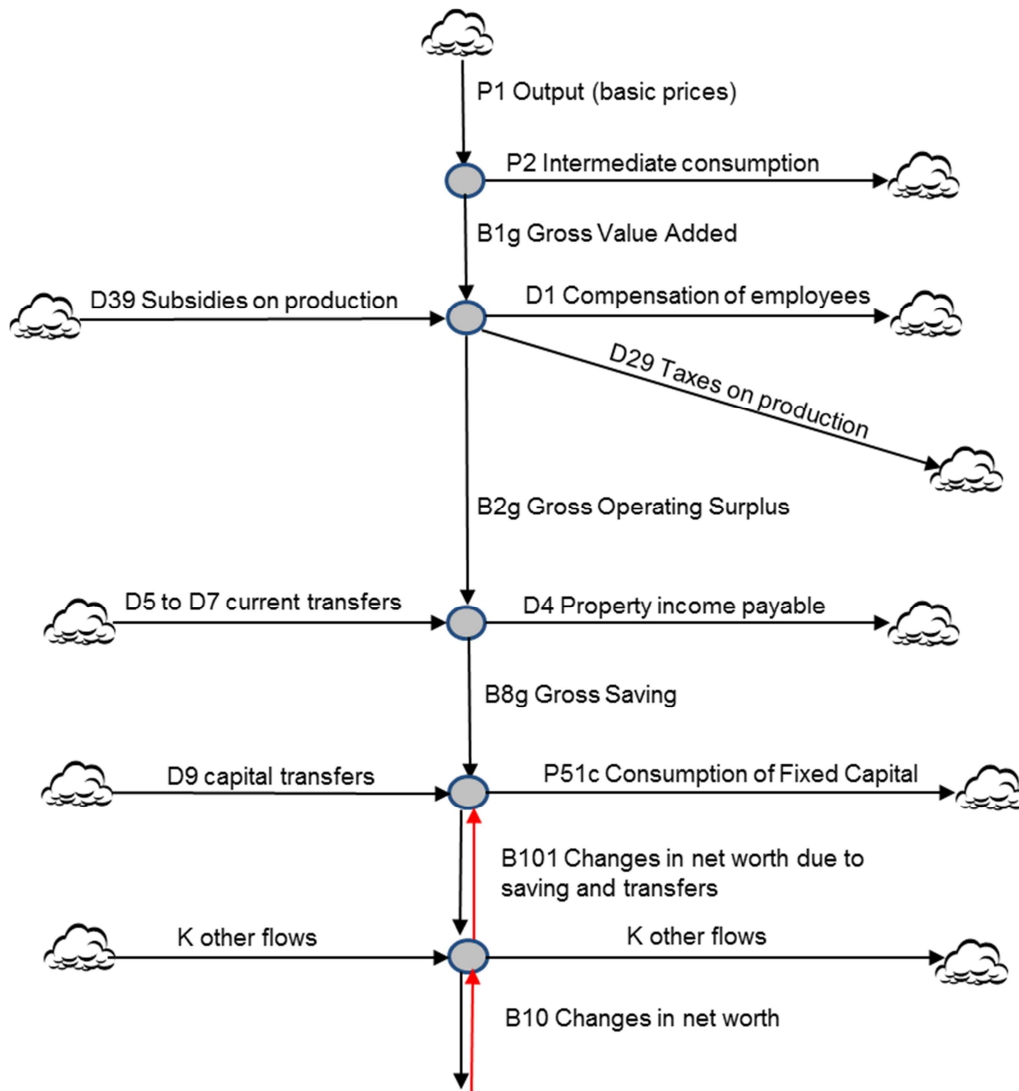 P1 Output (basic prices)
P2 Intermediate consumption
B1g Gross Value Added
D39 Subsidies on production
D1 Compensation of employees
D29 Taxes on production
B2g Gross Operating Surplus
D5 to D7 current transfers
D4 Property income payable
B8g Gross Saving
D9 capital transfers
P51c Consumption of Fixed Capital
B101 Changes in net worth due to
saving and transfers
K other flows
K other flows
B10 Changes in net worth